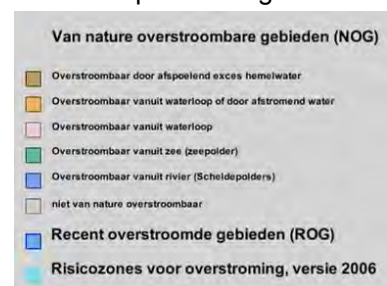 Van nature overstroombare gebieden (NOG)
Overstroombaar door afspoelend exces hemelwater
Overstroombaar vanuit waterloop of door afstromend water
Overstroombaar vanuit waterloop
Overstroombaar vanuit zee (zeepolder)
Overstroombaar vanuit rivier (Scheldepolders)
niet van nature overstroombaar
Recent overstroomde gebieden (ROG)
Risicozones voor overstroming, versie 2006